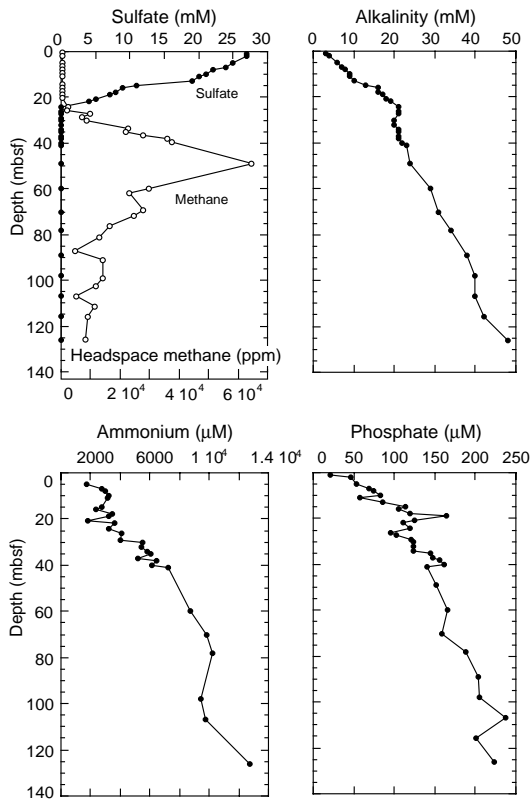 Sulfate (mM)
0 5 10 15 20 25 30
0
20
40
60
80
100
120
140
Depth (mbsf)
Sulfate
Methane
Headspace methane (ppm)
0 2 10⁴ 4 10⁴ 6 10⁴
Alkalinity (mM)
0 10 20 30 40 50
Ammonium (μM)
2000 6000 1 10⁴ 1.4 10⁴
0
20
40
60
80
100
120
140
Depth (mbsf)
Phosphate (μM)
0 50 100 150 200 250